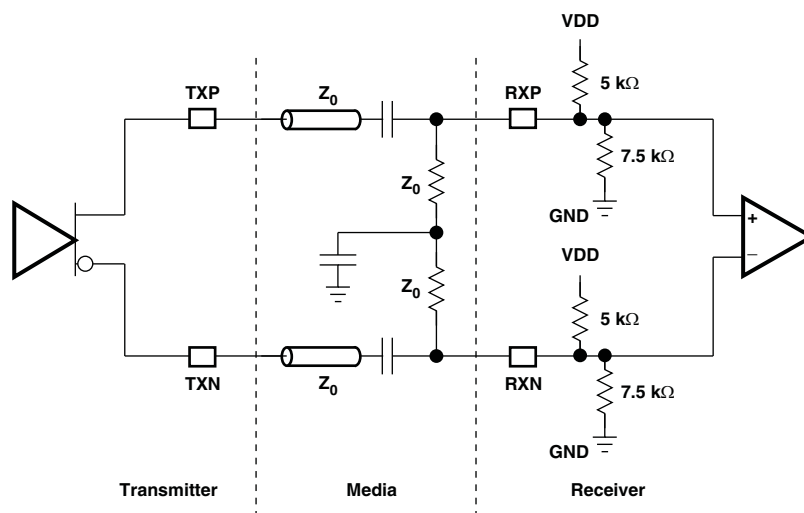 VDD
TXP
Z0
RXP
5 kΩ
7.5 kΩ
Z0
GND
+
VDD
−
Z0
5 kΩ
TXN
Z0
RXN
7.5 kΩ
GND
Transmitter
Media
Receiver